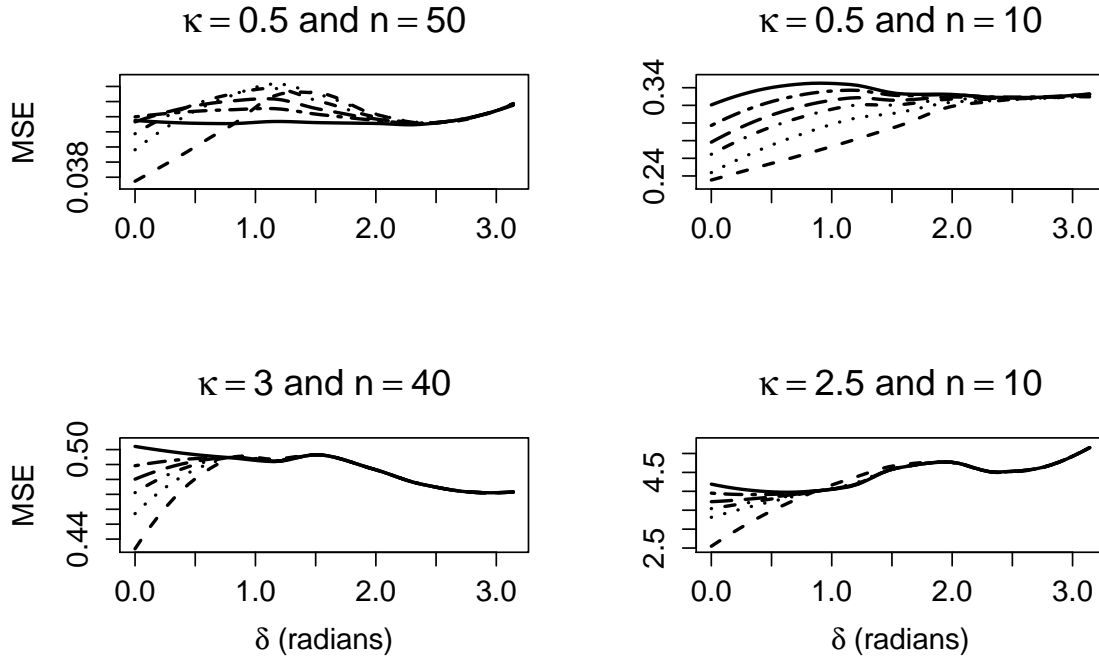 κ = 0.5 and n = 50
MSE
0.038
0.0 1.0 2.0 3.0
κ = 0.5 and n = 10
0.34
0.24
0.0 1.0 2.0 3.0
κ = 3 and n = 40
MSE
0.50
0.44
0.0 1.0 2.0 3.0
δ (radians)
κ = 2.5 and n = 10
4.5
2.5
0.0 1.0 2.0 3.0
δ (radians)